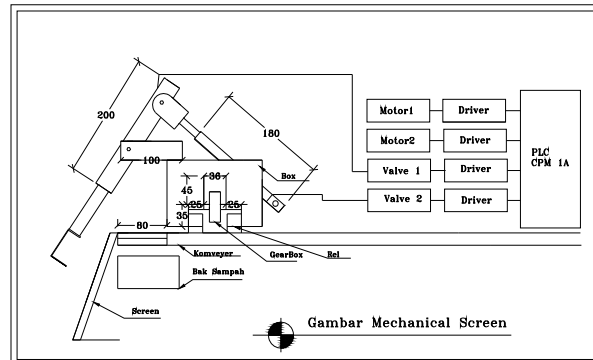 200
180
Motor1
Driver
Motor2
Driver
Valve 1
Driver
Valve 2
Driver
PLC
CPM 1A
100
36
Box
45
25
25
35
80
GearBox
Rel
Komveyer
Bak Sampah
Screen
Gambar Mechanical Screen